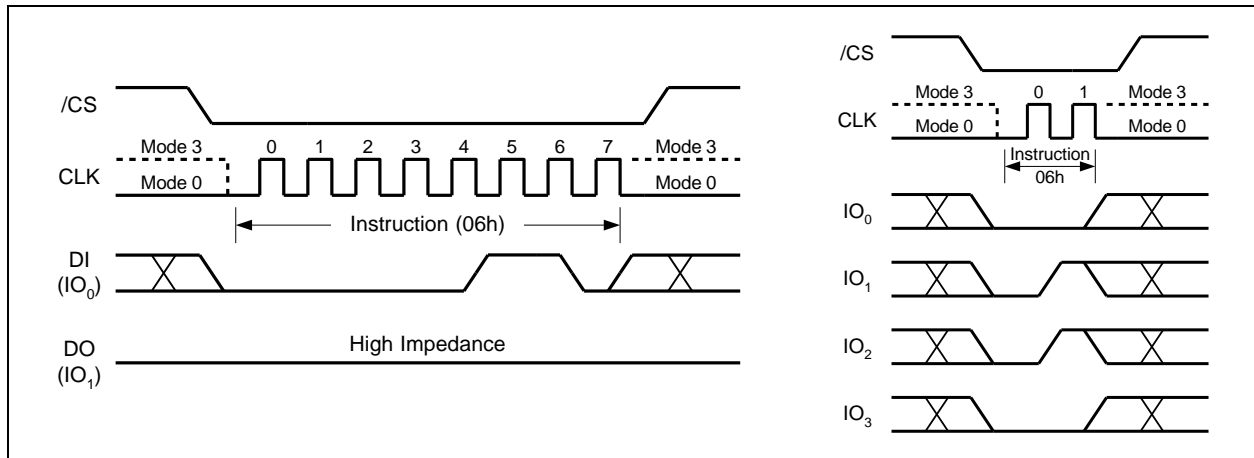 /CS
Mode 3 0 1 2 3 4 5 6 7 Mode 3
CLK
Mode 0 Mode 0
Instruction (06h)
DI
(IO0)
High Impedance
DO
(IO1)
/CS
Mode 3 0 1 Mode 3
CLK
Mode 0 Mode 0
Instruction
06h
IO0
IO1
IO2
IO3